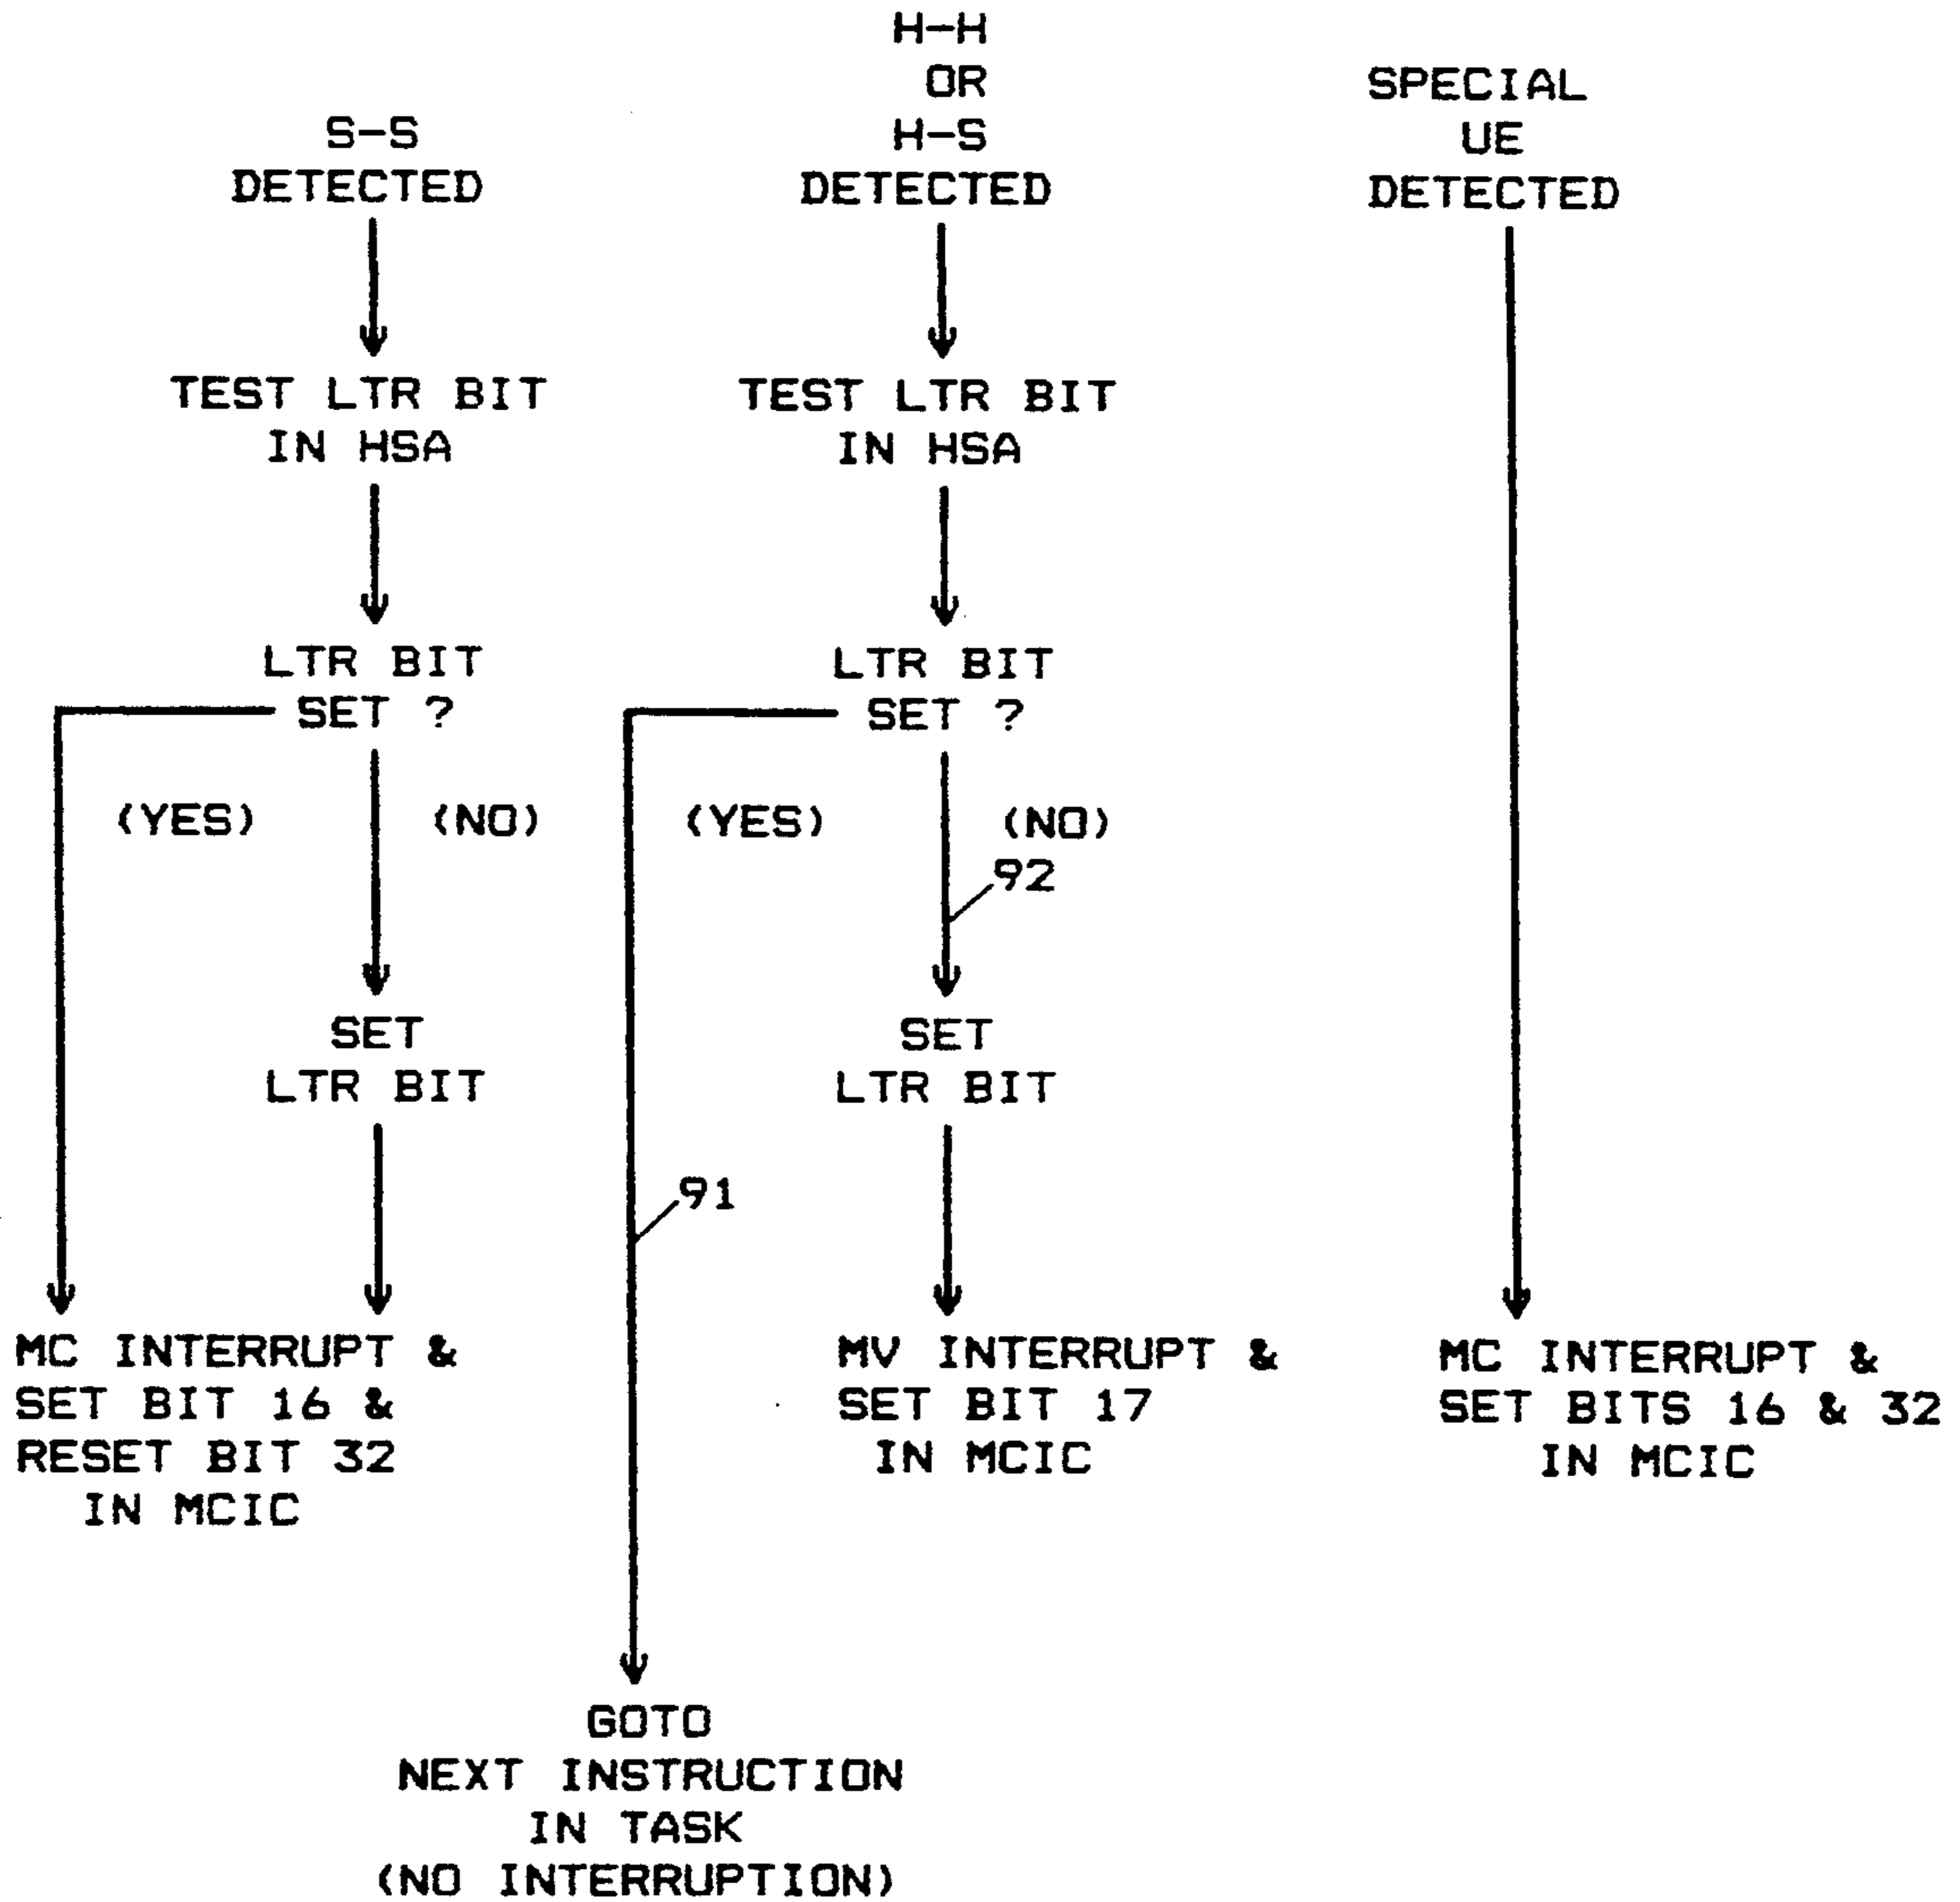 S-S
DETECTED
TEST LTR BIT
IN HSA
LTR BIT
SET ?
(YES)
(NO)
SET
LTR BIT
MC INTERRUPT &
SET BIT 16 &
RESET BIT 32
IN MCIC
H-H
OR
H-S
DETECTED
TEST LTR BIT
IN HSA
LTR BIT
SET ?
(YES)
(NO)
92
SET
LTR BIT
91
MV INTERRUPT &
SET BIT 17
IN MCIC
GOTO
NEXT INSTRUCTION
IN TASK
(NO INTERRUPTION)
SPECIAL
UE
DETECTED
MC INTERRUPT &
SET BITS 16 & 32
IN MCIC